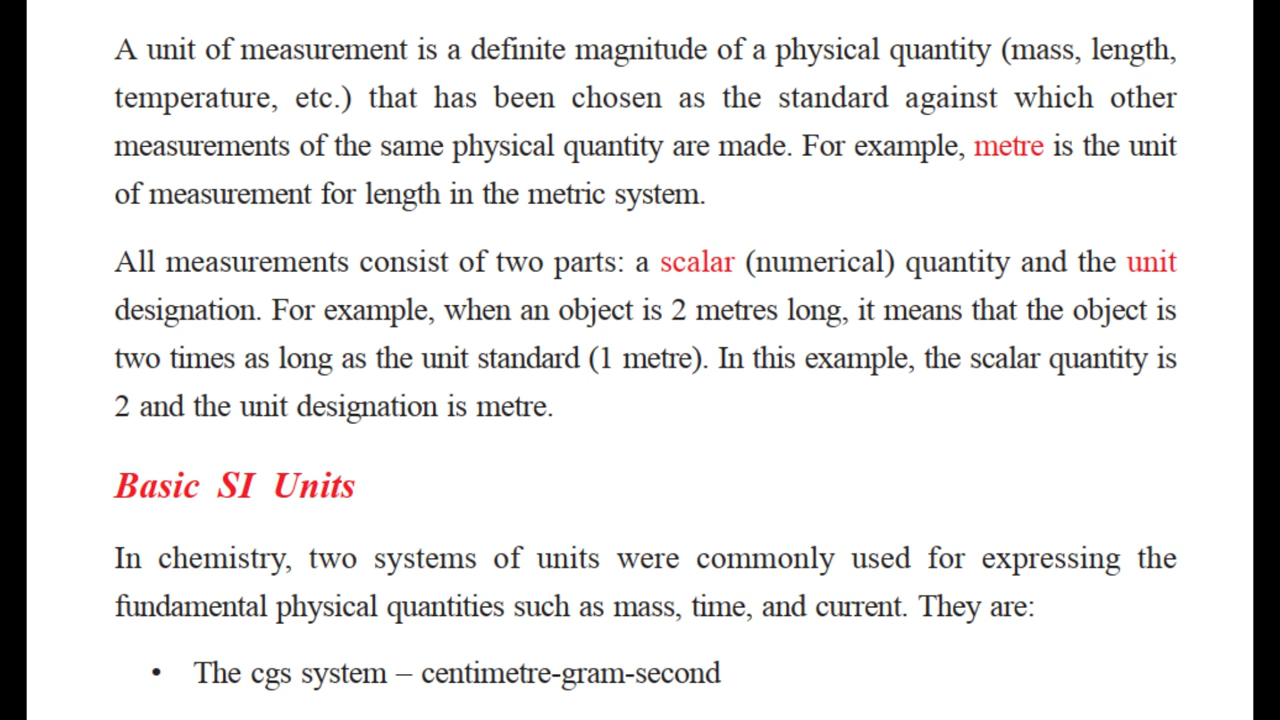 A unit of measurement is a definite magnitude of a physical quantity (mass, length,
temperature, etc.) that has been chosen as the standard against which other
measurements of the same physical quantity are made. For example, metre is the unit
of measurement for length in the metric system.
All measurements consist of two parts: a scalar (numerical) quantity and the unit
designation. For example, when an object is 2 metres long, it means that the object is
two times as long as the unit standard (1 metre). In this example, the scalar quantity is
2 and the unit designation is metre.
Basic SI Units
In chemistry, two systems of units were commonly used for expressing the
fundamental physical quantities such as mass, time, and current. They are:
• The cgs system – centimetre-gram-second